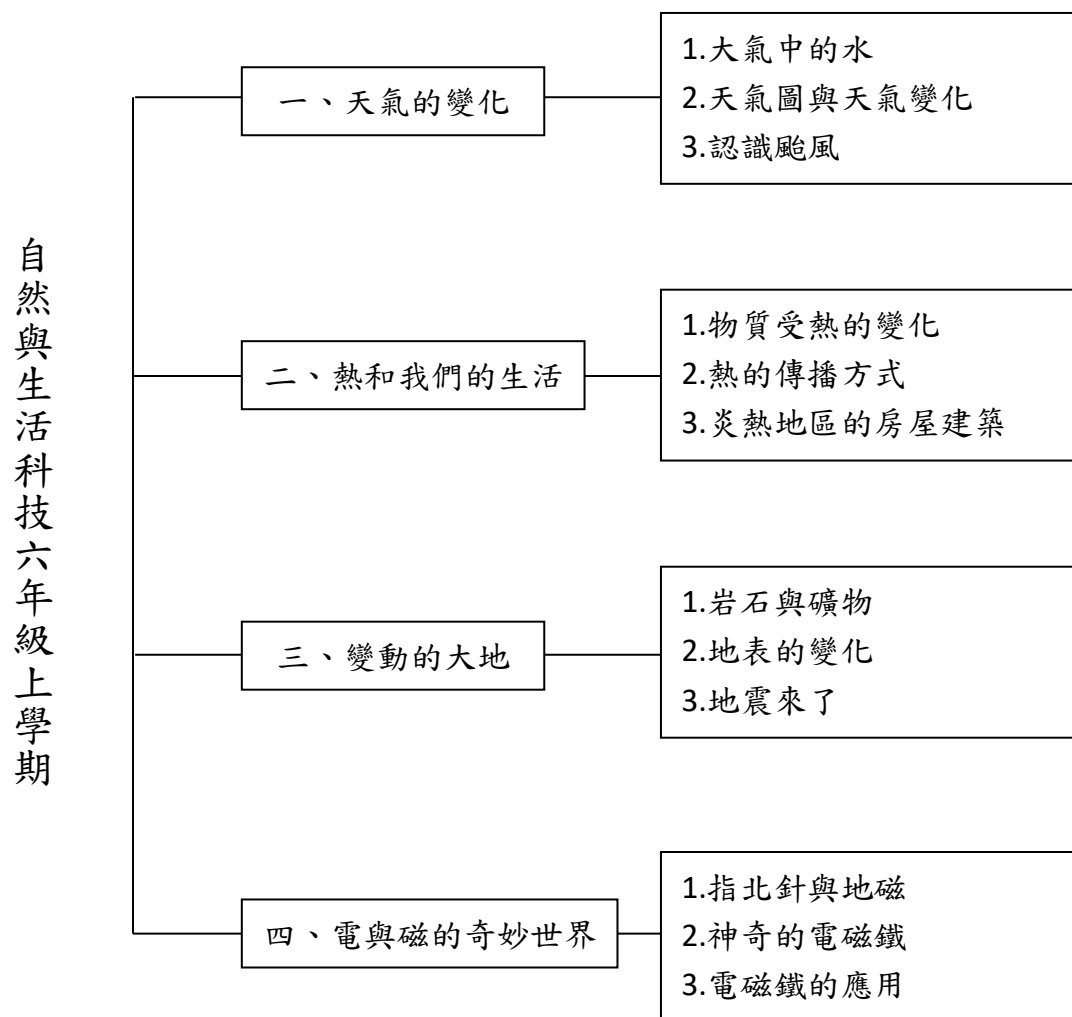 自然與生活科技六年級上學期
一、天氣的變化
1.大氣中的水
2.天氣圖與天氣變化
3.認識颱風
二、熱和我們的生活
1.物質受熱的變化
2.熱的傳播方式
3.炎熱地區的房屋建築
三、變動的大地
1.岩石與礦物
2.地表的變化
3.地震來了
四、電與磁的奇妙世界
1.指北針與地磁
2.神奇的電磁鐵
3.電磁鐵的應用